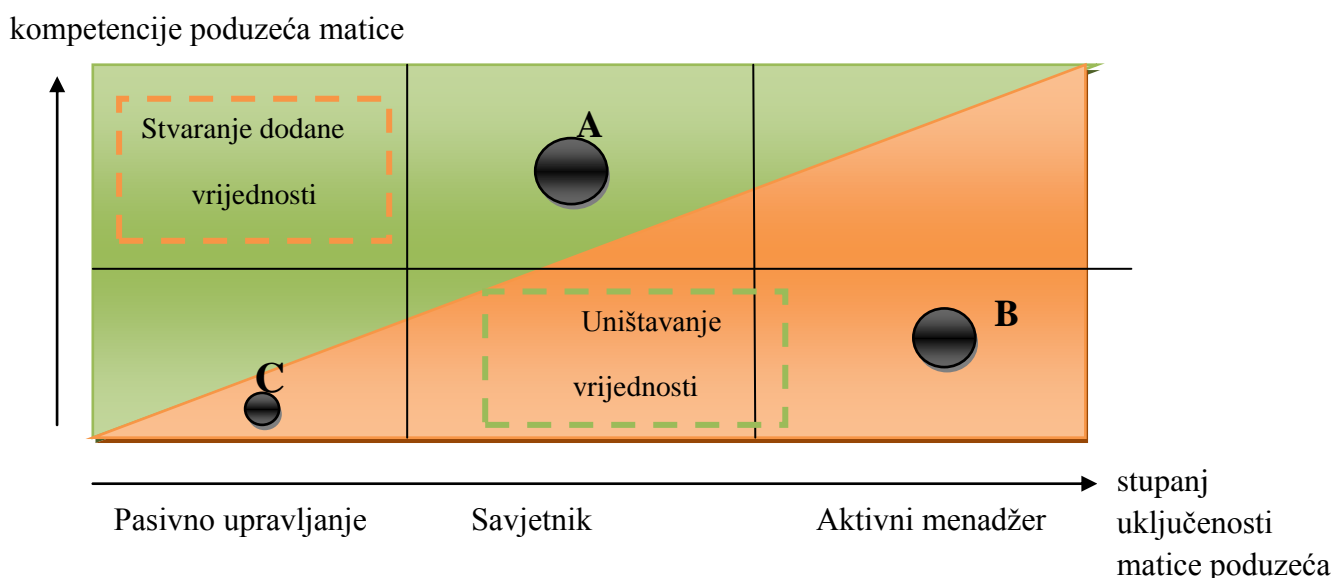 kompetencije poduzeća matice
Stvaranje dodane
vrijednosti
A
Uništavanje
vrijednosti
B
C
Pasivno upravljanje
Savjetnik
Aktivni menadžer
stupanj
uključenosti
matice poduzeća